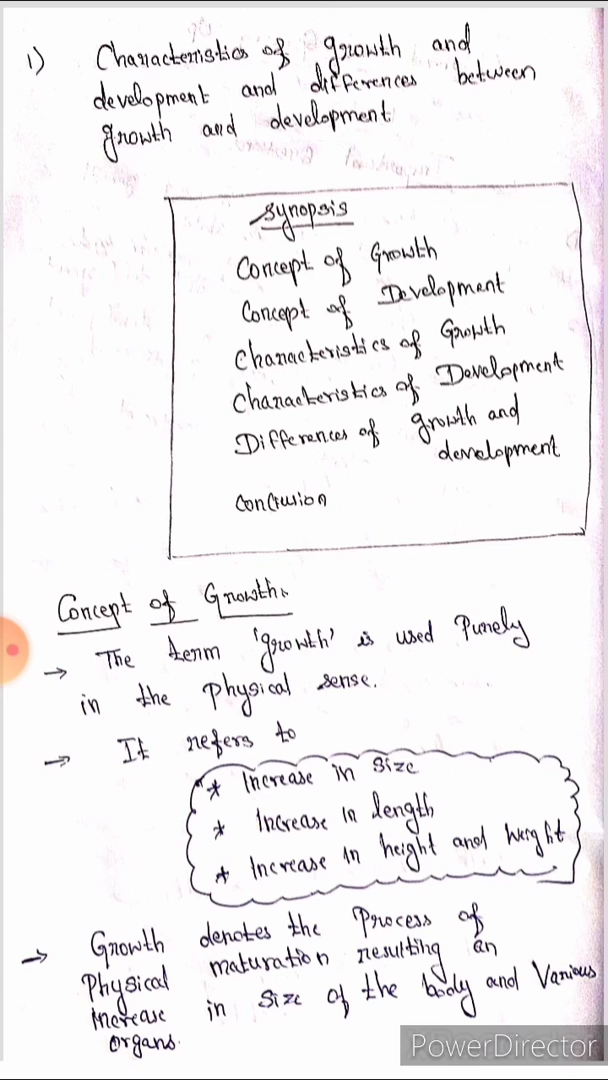 1) Characteristics of growth and
development and differences between
growth and development
Synopsis
Concept of Growth
Concept of Development
Characteristics of Growth
Characteristics of Development
Differences of growth and
development
Conclusion
Concept of Growth:
→ The term 'growth' is used Purely
in the Physical sense.
→ It refers to
* Increase in size
* Increase in length
* Increase in height and weight
→ Growth denotes the Process of
Physical maturation resulting an
increase in size of the body and Various
organs.
PowerDirector